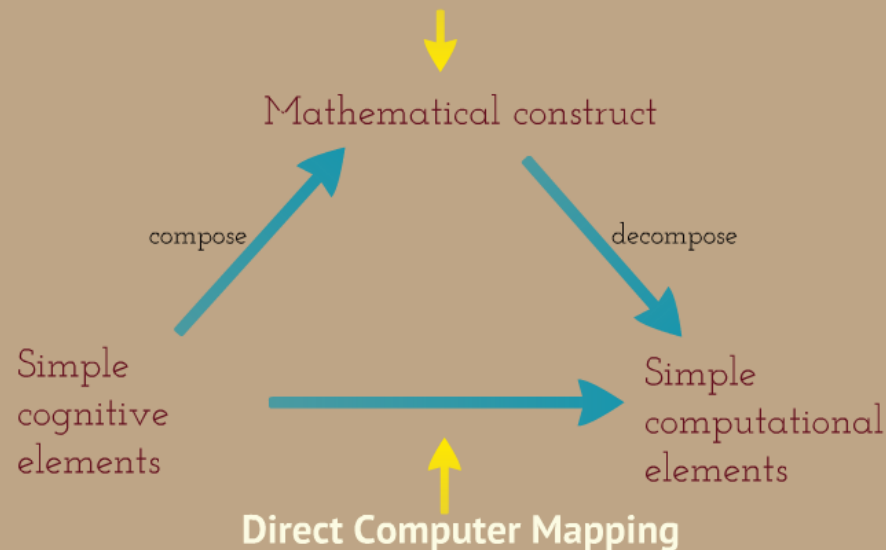 Mathematical construct
compose
decompose
Simple
cognitive
elements
Simple
computational
elements
Direct Computer Mapping